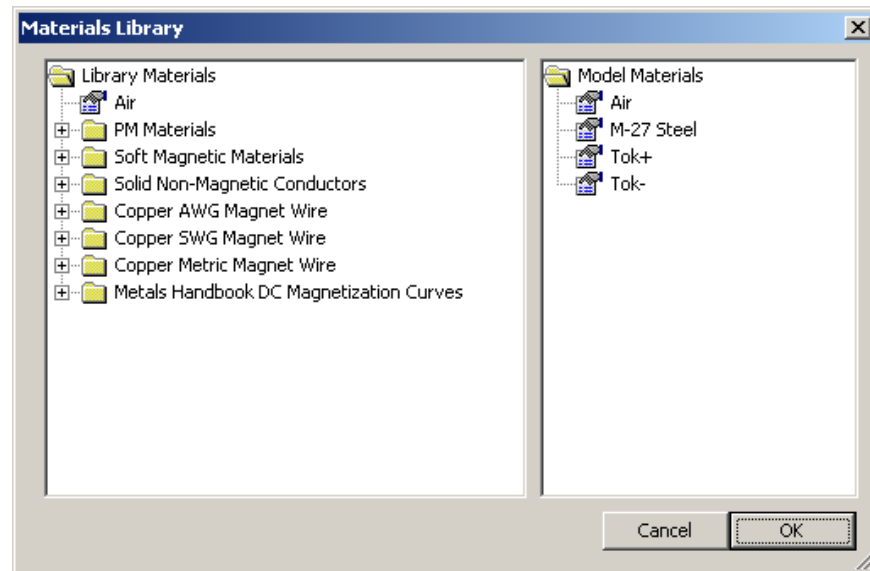 Materials Library
Library Materials
Air
PM Materials
Soft Magnetic Materials
Solid Non-Magnetic Conductors
Copper AWG Magnet Wire
Copper SWG Magnet Wire
Copper Metric Magnet Wire
Metals Handbook DC Magnetization Curves
Model Materials
Air
M-27 Steel
Tok+
Tok-
Cancel
OK